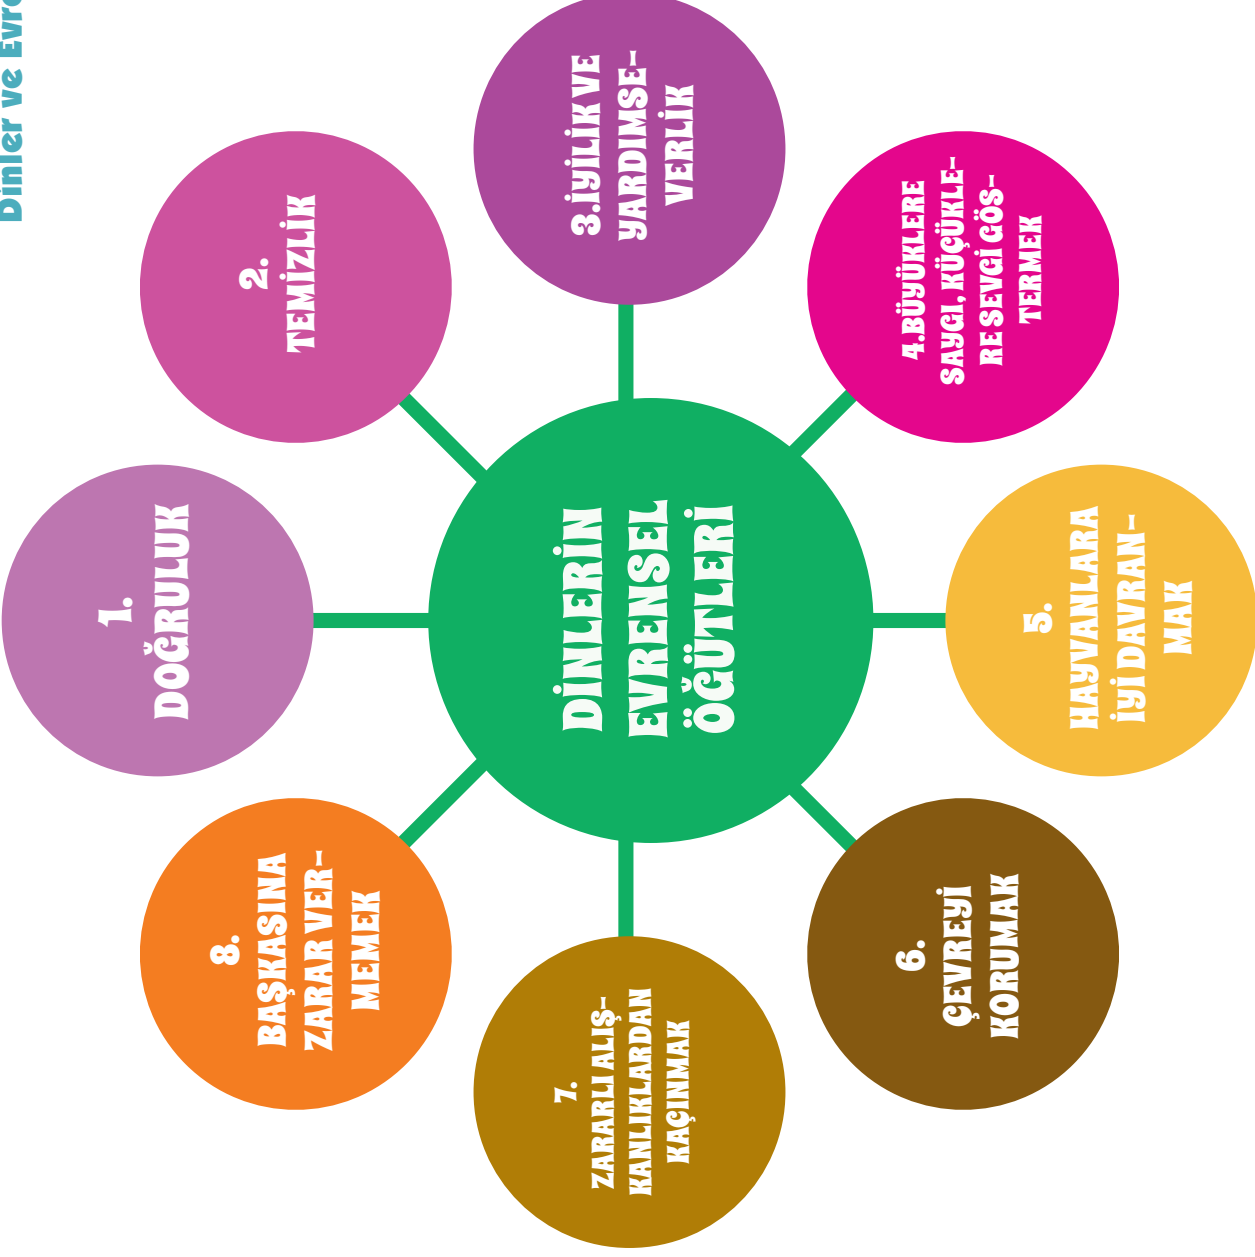 Dinler ve Evre
DİNLERİN
EVRENSEL
ÖĞÜTLERİ
1.
DOĞRULUK
2.
TEMİZLİK
3.İYİLİK VE
YARDIMSE-
VERLİK
4.BÜYÜKLERE
SAYGI, KÜÇÜKLE-
RE SEVGİ GÖS-
TERMEK
5.
HAYVANLARA
İYİ DAVRAN-
MAK
6.
ÇEVREYİ
KORUMAK
7.
ZARARLI ALIŞ-
KANLIKLARDAN
KAÇINMAK
8.
BAŞKASINA
ZARAR VER-
MEMEK